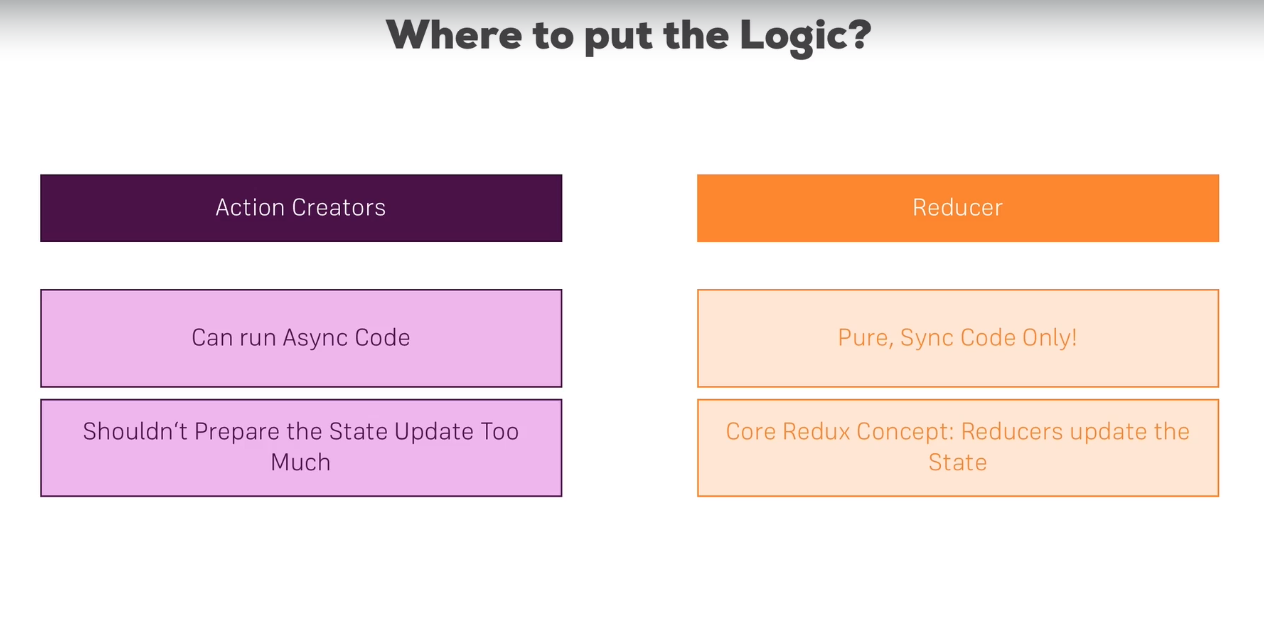 Where to put the Logic?
Action Creators
Reducer
Can run Async Code
Pure, Sync Code Only!
Shouldn‘t Prepare the State Update Too
Much
Core Redux Concept: Reducers update the
State